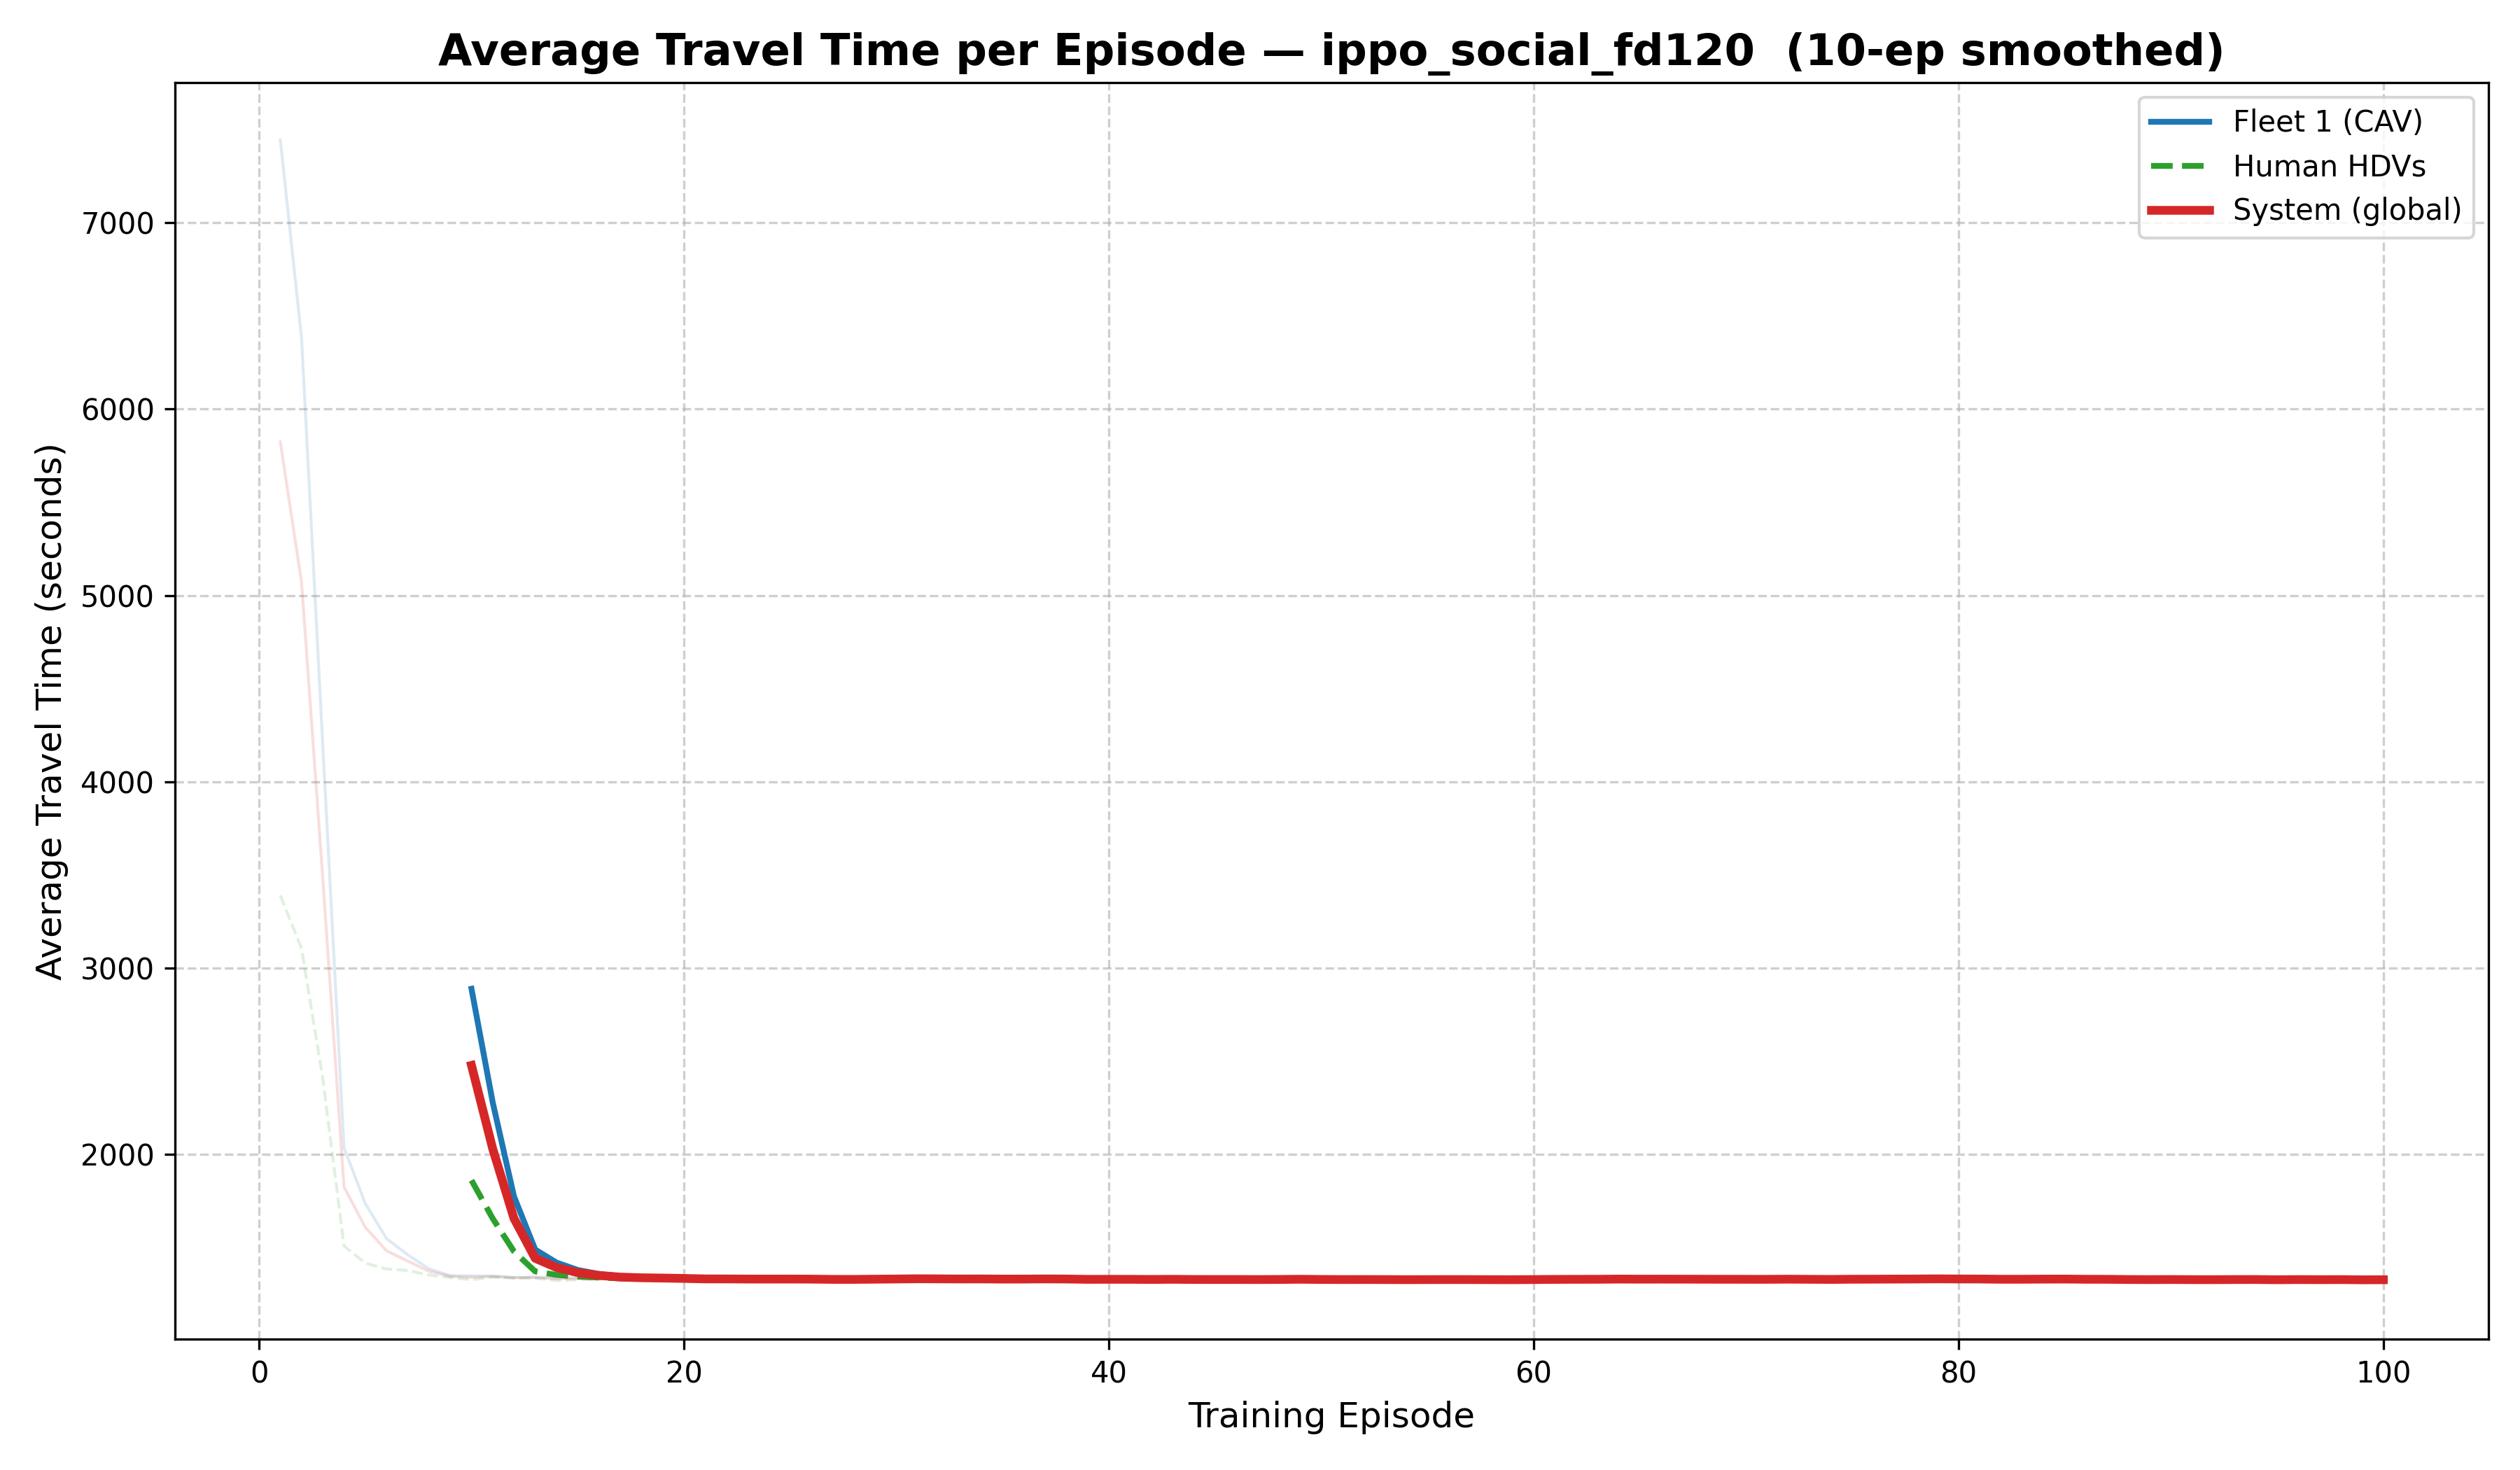 Average Travel Time per Episode — ippo_social_fd120 (10-ep smoothed)
Fleet 1 (CAV)
Human HDVs
System (global)
Average Travel Time (seconds)
7000
6000
5000
4000
3000
2000
0 20 40 60 80 100
Training Episode